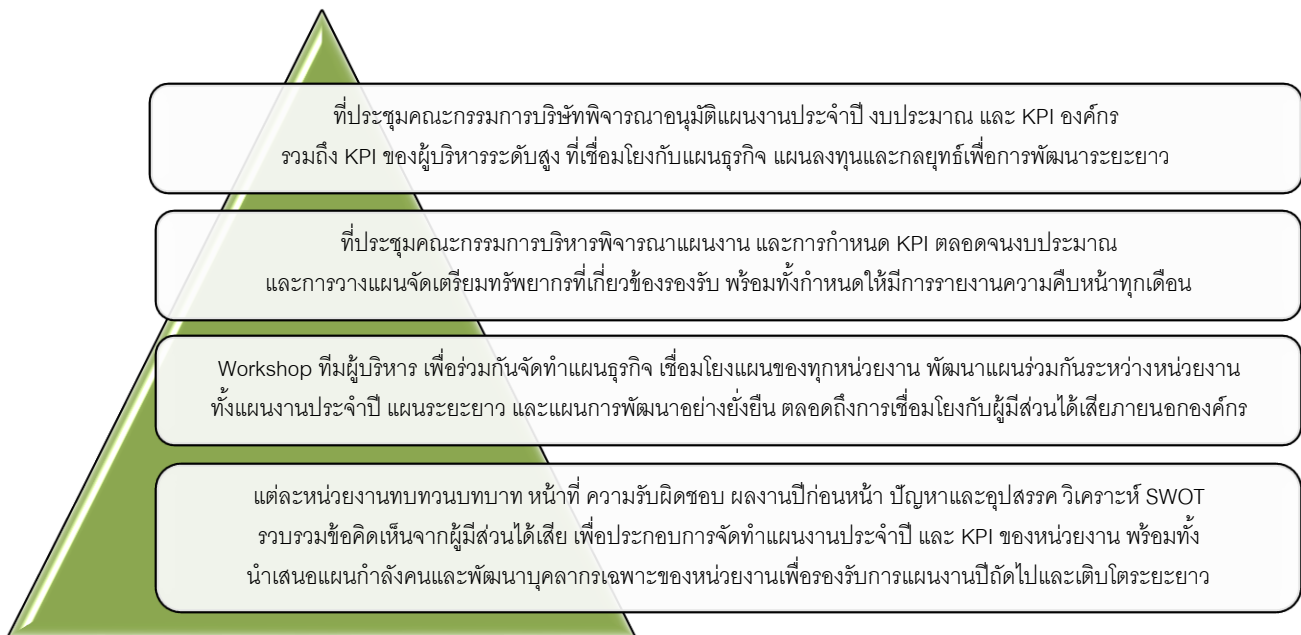 ที่ประชุมคณะกรรมการบริษัทพิจารณาอนุมัติแผนงานประจำปี งบประมาณ และ KPI องค์กร
รวมถึง KPI ของผู้บริหารระดับสูง ที่เชื่อมโยงกับแผนธุรกิจ แผนลงทุนและกลยุทธ์เพื่อการพัฒนาระยะยาว
ที่ประชุมคณะกรรมการบริหารพิจารณาแผนงาน และการกำหนด KPI ตลอดจนงบประมาณ
และการวางแผนจัดเตรียมทรัพยากรที่เกี่ยวข้องรองรับ พร้อมทั้งกำหนดให้มีการรายงานความคืบหน้าทุกเดือน
Workshop ทีมผู้บริหาร เพื่อร่วมกันจัดทำแผนธุรกิจ เชื่อมโยงแผนของทุกหน่วยงาน พัฒนาแผนร่วมกันระหว่างหน่วยงาน
ทั้งแผนงานประจำปี แผนระยะยาว และแผนการพัฒนาอย่างยั่งยืน ตลอดถึงการเชื่อมโยงกับผู้มีส่วนได้เสียภายนอกองค์กร
แต่ละหน่วยงานทบทวนบทบาท หน้าที่ ความรับผิดชอบ ผลงานปีก่อนหน้า ปัญหาและอุปสรรค วิเคราะห์ SWOT
รวบรวมข้อคิดเห็นจากผู้มีส่วนได้เสีย เพื่อประกอบการจัดทำแผนงานประจำปี และ KPI ของหน่วยงาน พร้อมทั้ง
นำเสนอแผนกำลังคนและพัฒนาบุคลากรเฉพาะของหน่วยงานเพื่อรองรับการแผนงานปีถัดไปและเติบโตระยะยาว